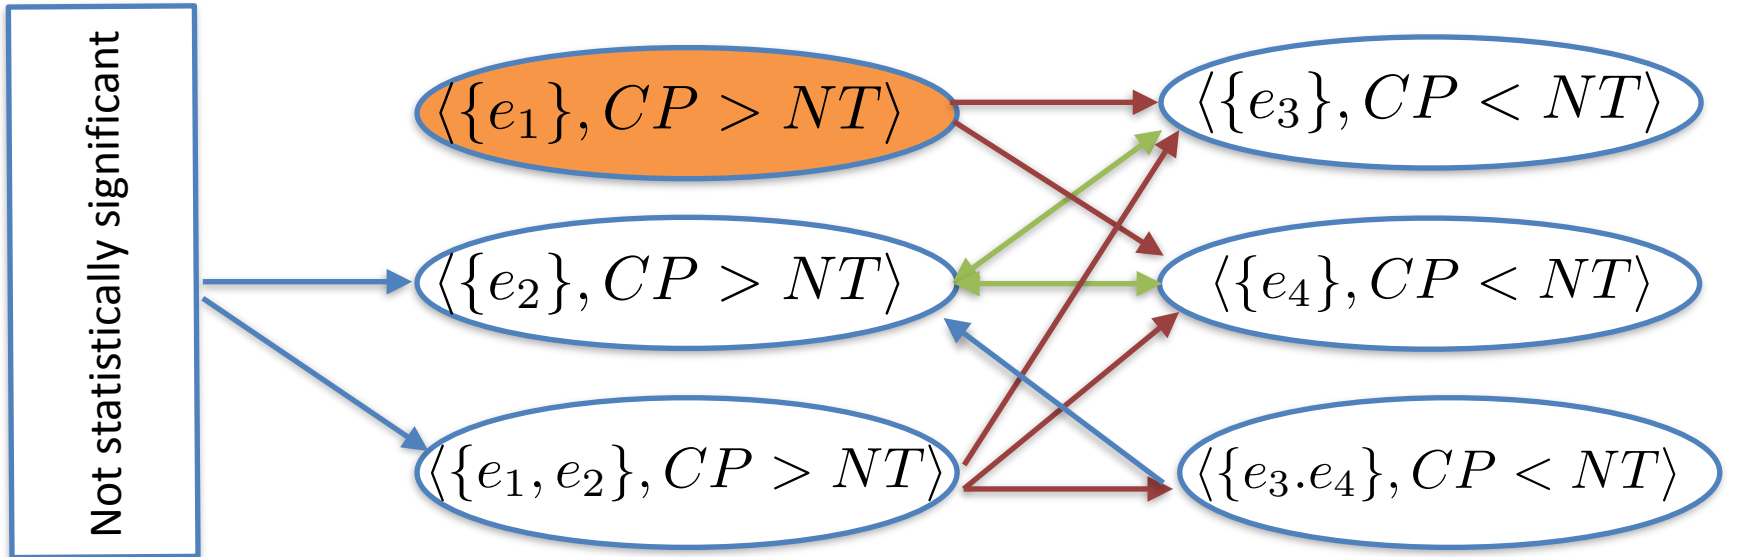 Not statistically significant
⟨{e₁}, CP > NT⟩
⟨{e₃}, CP < NT⟩
⟨{e₂}, CP > NT⟩
⟨{e₄}, CP < NT⟩
⟨{e₁, e₂}, CP > NT⟩
⟨{e₃.e₄}, CP < NT⟩